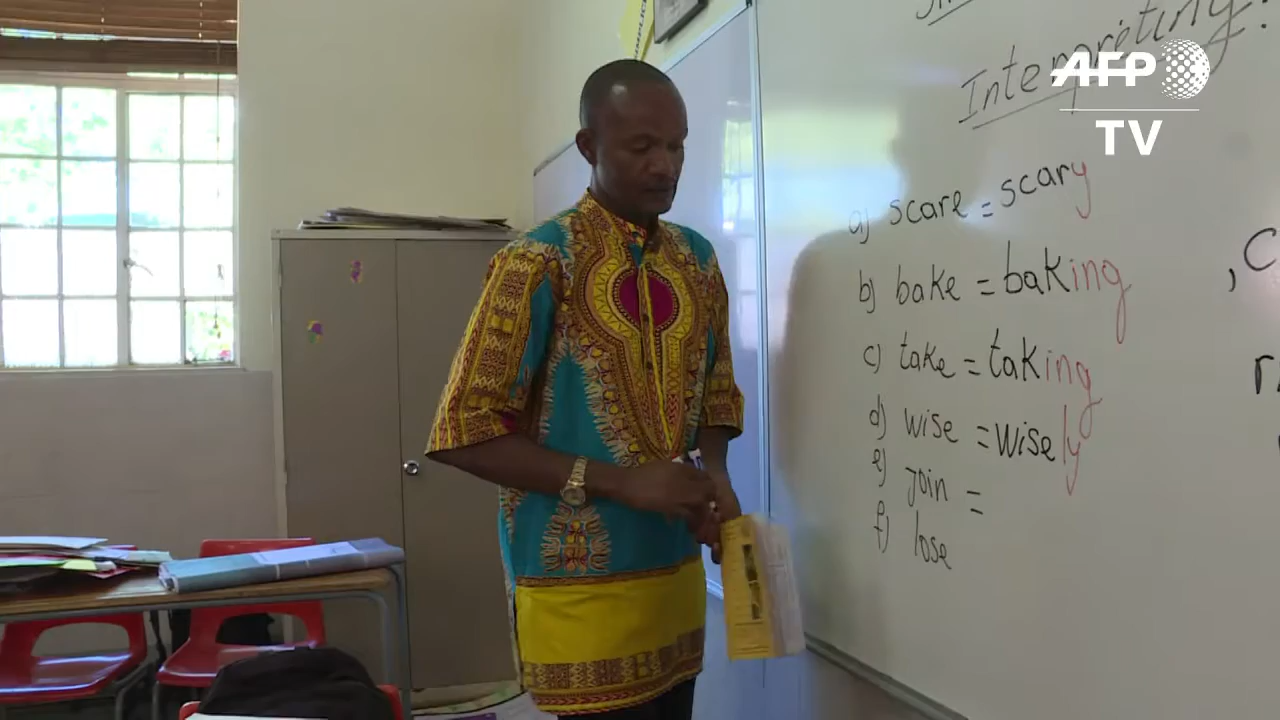 Interpreting
AFP
TV
a) scare = scary
b) bake = baking
c) take = taking
d) wise = wisely
e) join =
f) lose
, C